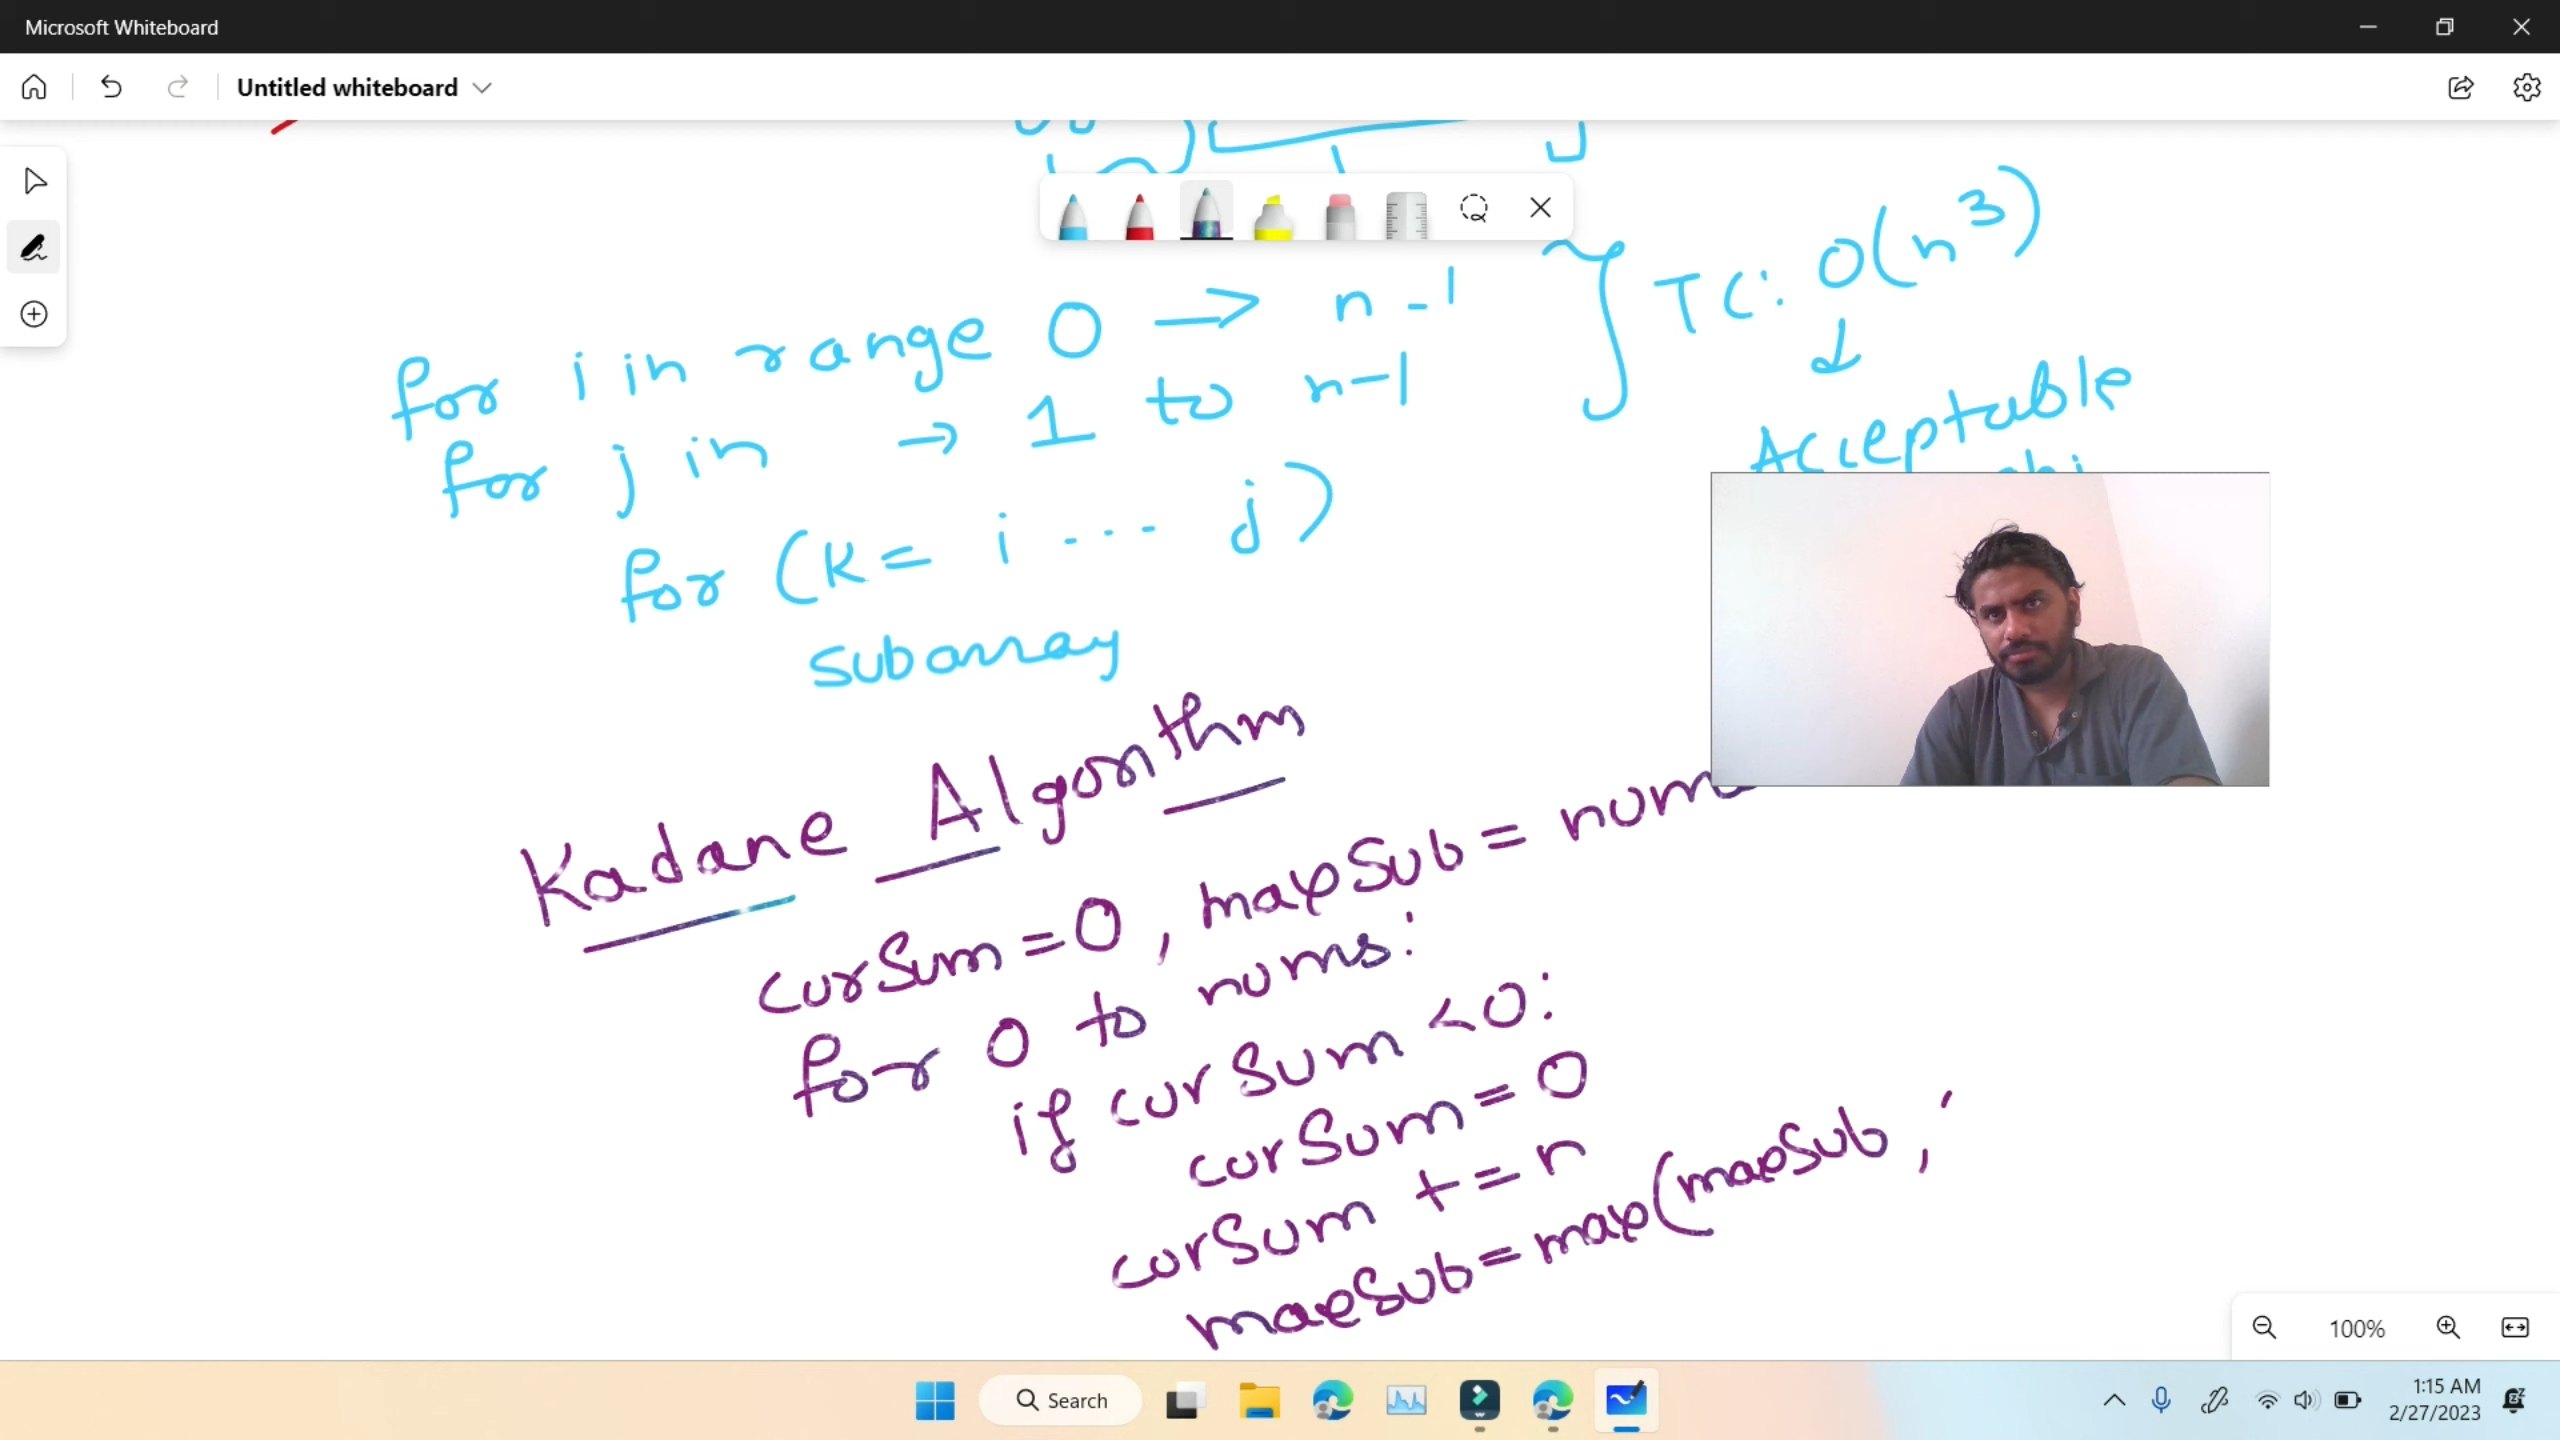 Microsoft Whiteboard
Untitled whiteboard
TC: O(n³)
for i in range 0 → n-1
for j in → 1 to n-1
Acceptable
for (k= i ... j)
subarray
Kadane Algorithm
curSum = 0, maxSub = num
for 0 to nums:
if curSum <0:
curSum = 0
curSum += n
maxSub = max(maxSub,
100%
Search
1:15 AM
2/27/2023